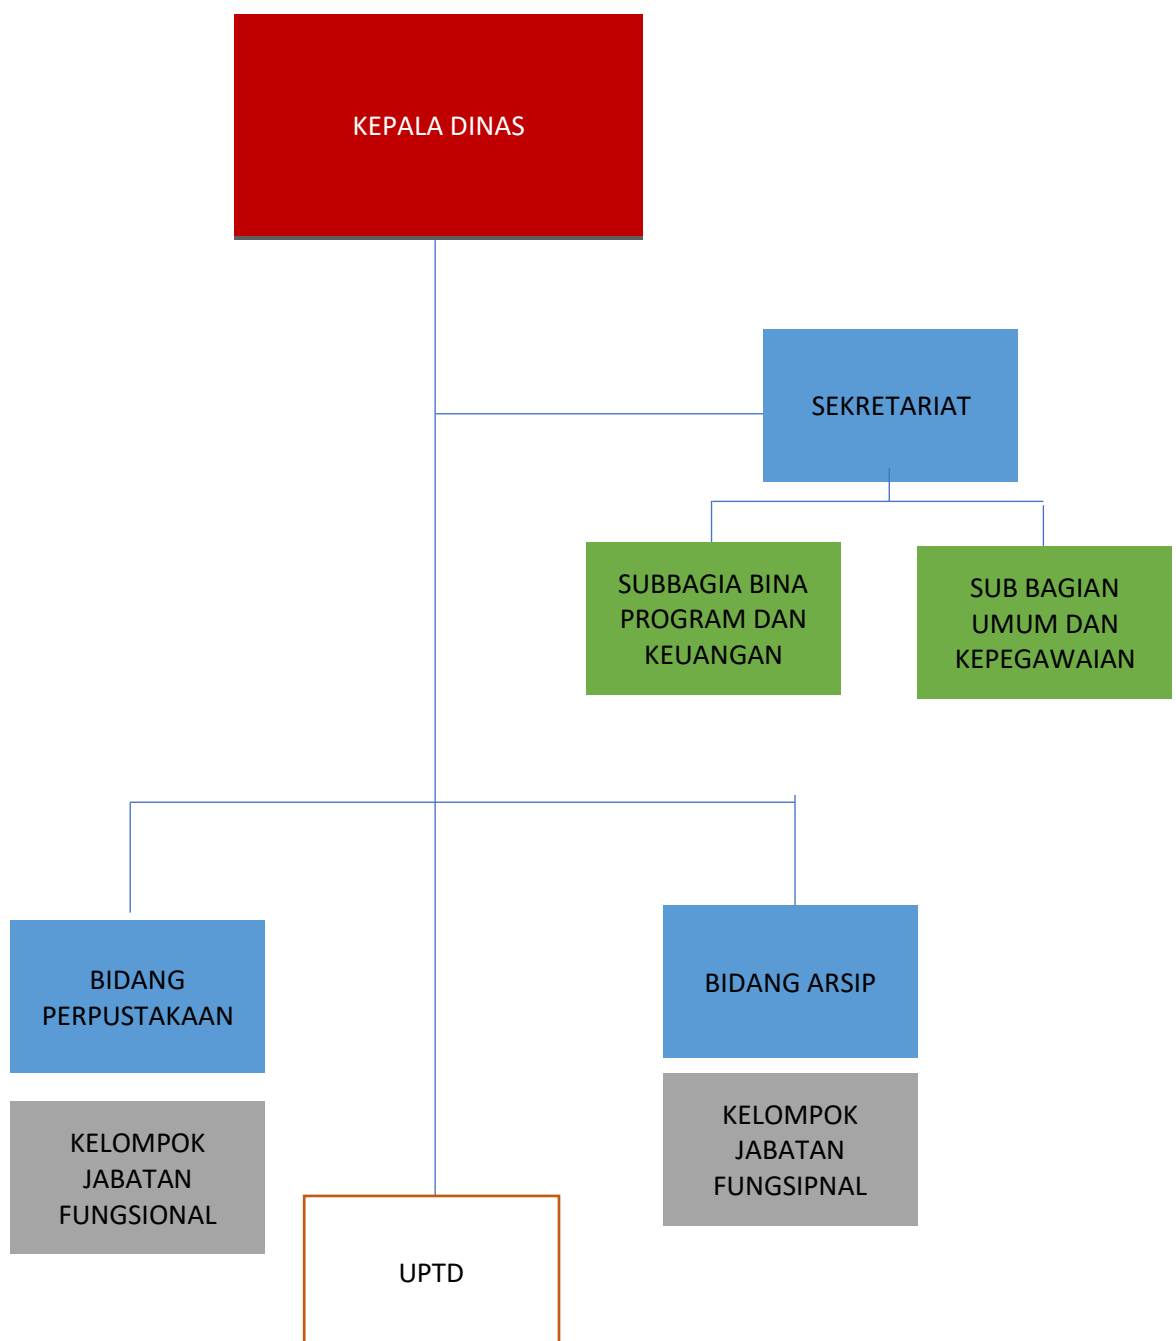 KEPALA DINAS
SEKRETARIAT
SUBBAGIA BINA
PROGRAM DAN
KEUANGAN
SUB BAGIAN
UMUM DAN
KEPEGAWAIAN
BIDANG
PERPUSTAKAAN
BIDANG ARSIP
KELOMPOK
JABATAN
FUNGSIONAL
KELOMPOK
JABATAN
FUNGSIPNAL
UPTD